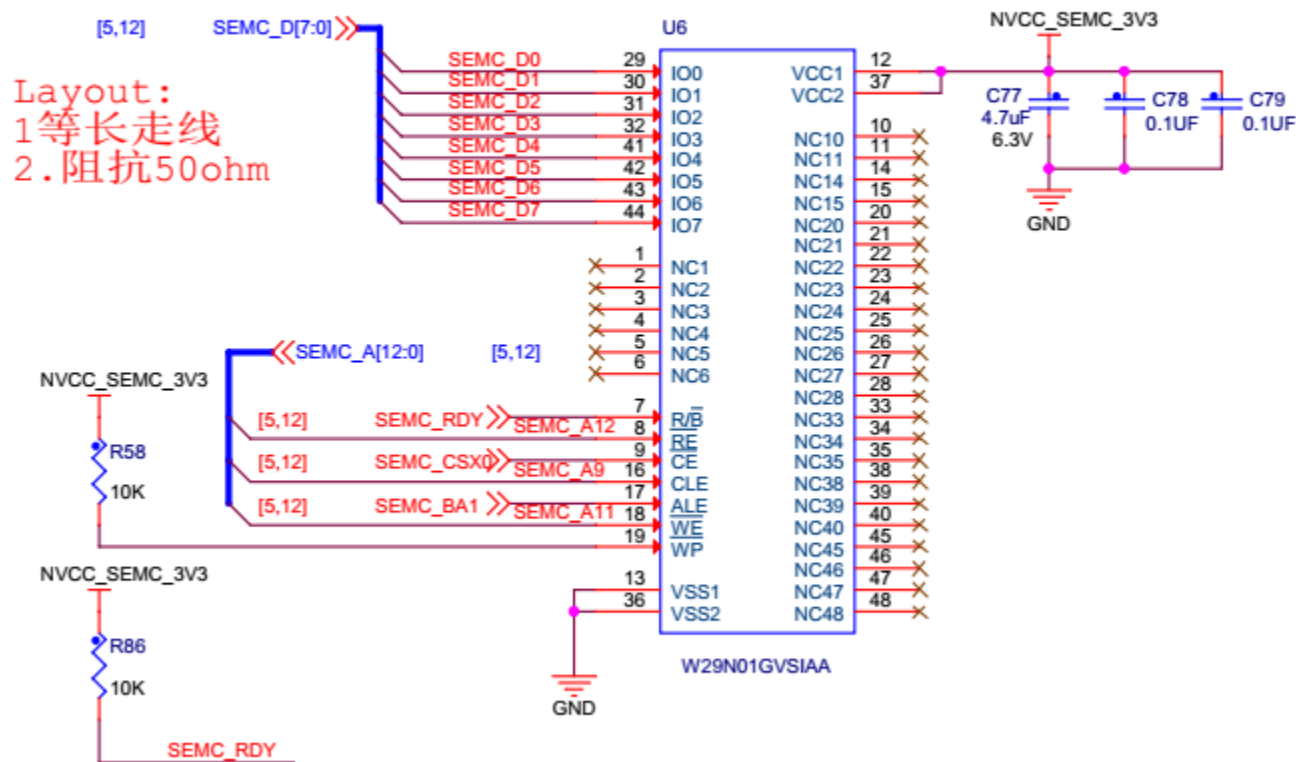 [5,12] SEMC_D[7:0]
Layout:
1等长走线
2.阻抗50ohm
U6
SEMC_D0 29 IO0
SEMC_D1 30 IO1
SEMC_D2 31 IO2
SEMC_D3 32 IO3
SEMC_D4 41 IO4
SEMC_D5 42 IO5
SEMC_D6 43 IO6
SEMC_D7 44 IO7
1 NC1
2 NC2
3 NC3
4 NC4
5 NC5
6 NC6
SEMC_A[12:0] [5,12]
NVCC_SEMC_3V3
R58
10K
[5,12] SEMC_RDY 7 R/B
SEMC_A12 8 RE
[5,12] SEMC_CSX0 9 CE
SEMC_A9 16 CLE
[5,12] SEMC_BA1 17 ALE
SEMC_A11 18 WE
19 WP
13 VSS1
36 VSS2
GND
12 VCC1
37 VCC2
10 NC10
11 NC11
14 NC14
15 NC15
20 NC20
21 NC21
22 NC22
23 NC23
24 NC24
25 NC25
26 NC26
27 NC27
28 NC28
33 NC33
34 NC34
35 NC35
38 NC38
39 NC39
40 NC40
45 NC45
46 NC46
47 NC47
48 NC48
W29N01GVSIAA
NVCC_SEMC_3V3
C77
4.7uF
6.3V
C78
0.1UF
C79
0.1UF
GND
NVCC_SEMC_3V3
R86
10K
SEMC_RDY